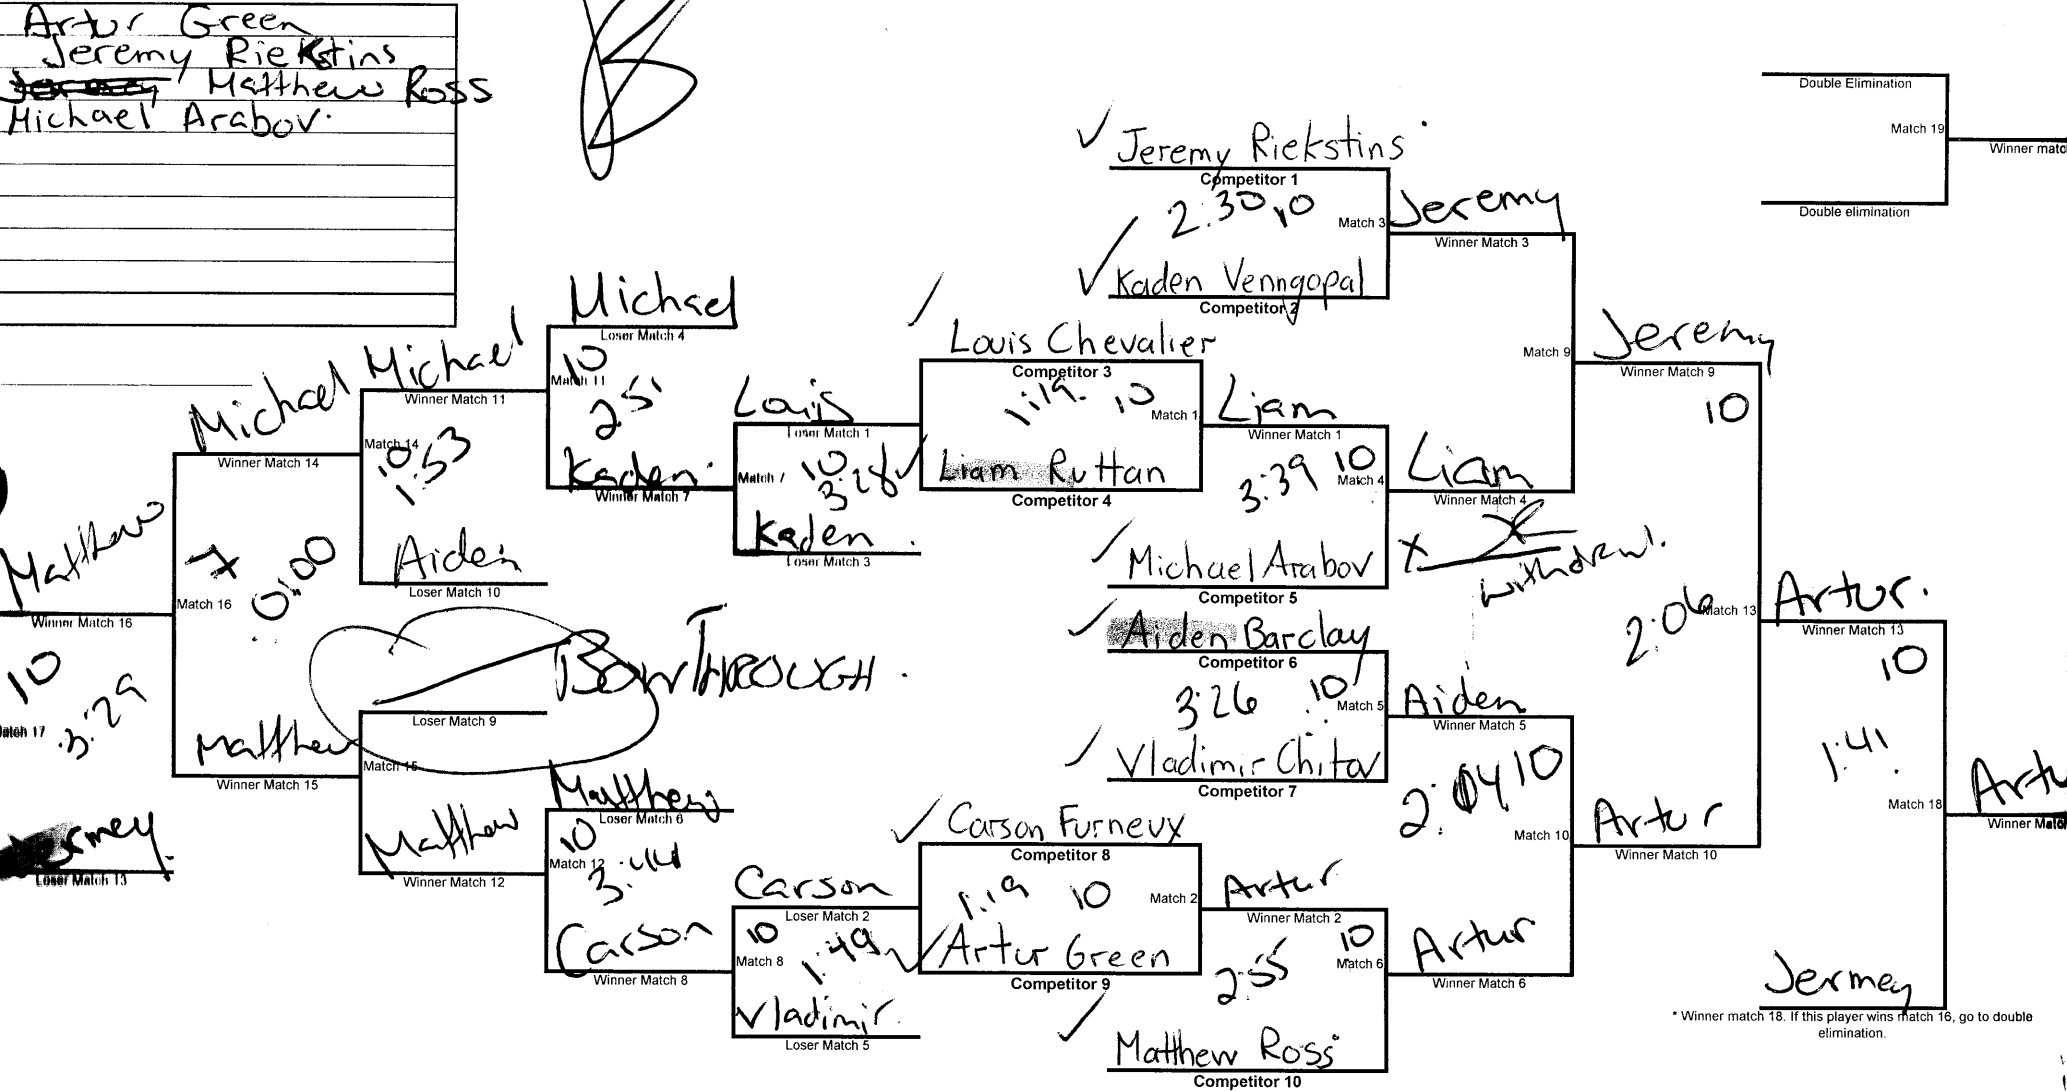 Artur Green
Jeremy Riekstins
Matthew Ross
Michael Arabov.
Double Elimination
Match 19
Winner matc
Double elimination
Jeremy Riekstins
Competitor 1
2:30 10
Match 3
Jeremy
Winner Match 3
Kaden Venngopal
Competitor 2
Michael
Loser Match 4
Louis Chevalier
Competitor 3
Match 9
Jeremy
Winner Match 9
10
Michael
Winner Match 11
10
Match 11
2 51
Louis
Loser Match 1
1:19. 10
Match 1
Liam
Winner Match 1
Michael
Winner Match 14
Match 14
10
1:53
Kaden.
Winner Match 7
Match 7
10
3:28
Liam Ruttan
Competitor 4
3:39 10
Match 4
Liam
Winner Match 4
Kaden
Loser Match 3
Matthew
Winner Match 16
7
0:00
Match 16
Aiden
Loser Match 10
Michael Arabov
Competitor 5
X
withdraw.
Aiden Barclay
Competitor 6
2:06
Match 13
Artur.
Winner Match 13
10
Bow THROUGH.
Loser Match 9
3:26 10
Match 5
Aiden
Winner Match 5
10
3:29
Match 17
Matthew
Winner Match 15
Match 15
Vladimir Chitov
Competitor 7
2:04 10
Match 10
Artur
Winner Match 10
1:41
Match 18
Artu
Winner Mat
Jermey
Loser Match 13
Matthew
Winner Match 12
Matthew
Loser Match 6
10
Match 12
3:44
Carson Furneux
Competitor 8
Carson
Loser Match 2
1:19 10
Match 2
Artur
Winner Match 2
Carson
Winner Match 8
10
Match 8
1:49
Artur Green
Competitor 9
2:55 10
Match 6
Artur
Winner Match 6
Vladimir
Loser Match 5
Matthew Ross
Competitor 10
Jermey
* Winner match 18. If this player wins match 16, go to double
elimination.